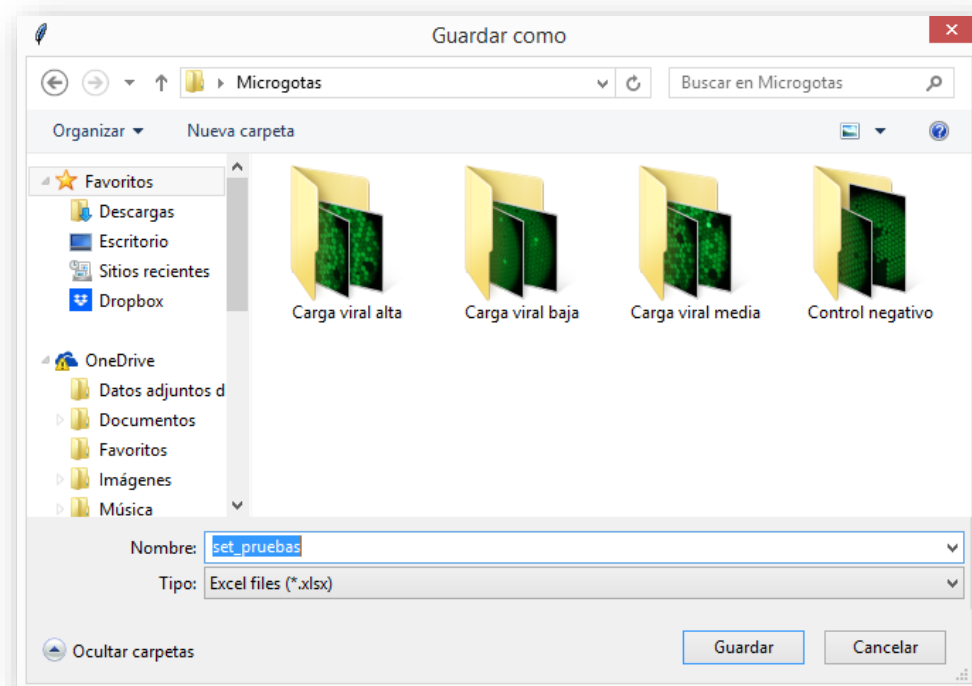 Guardar como
Microgotas
Buscar en Microgotas
Organizar
Nueva carpeta
Favoritos
Descargas
Escritorio
Sitios recientes
Dropbox
OneDrive
Datos adjuntos d
Documentos
Favoritos
Imágenes
Música
Carga viral alta
Carga viral baja
Carga viral media
Control negativo
Nombre: set_pruebas
Tipo: Excel files (*.xlsx)
Ocultar carpetas
Guardar
Cancelar